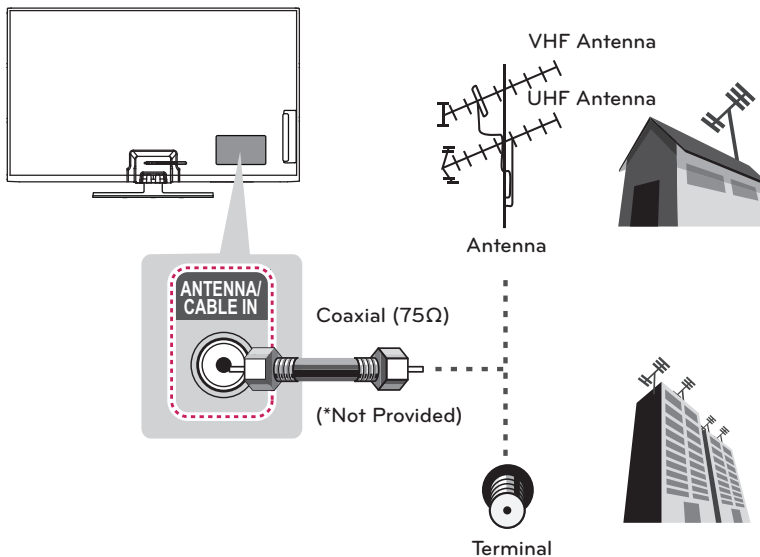 VHF Antenna
UHF Antenna
Antenna
ANTENNA/
CABLE IN
Coaxial (75Ω)
(*Not Provided)
Terminal